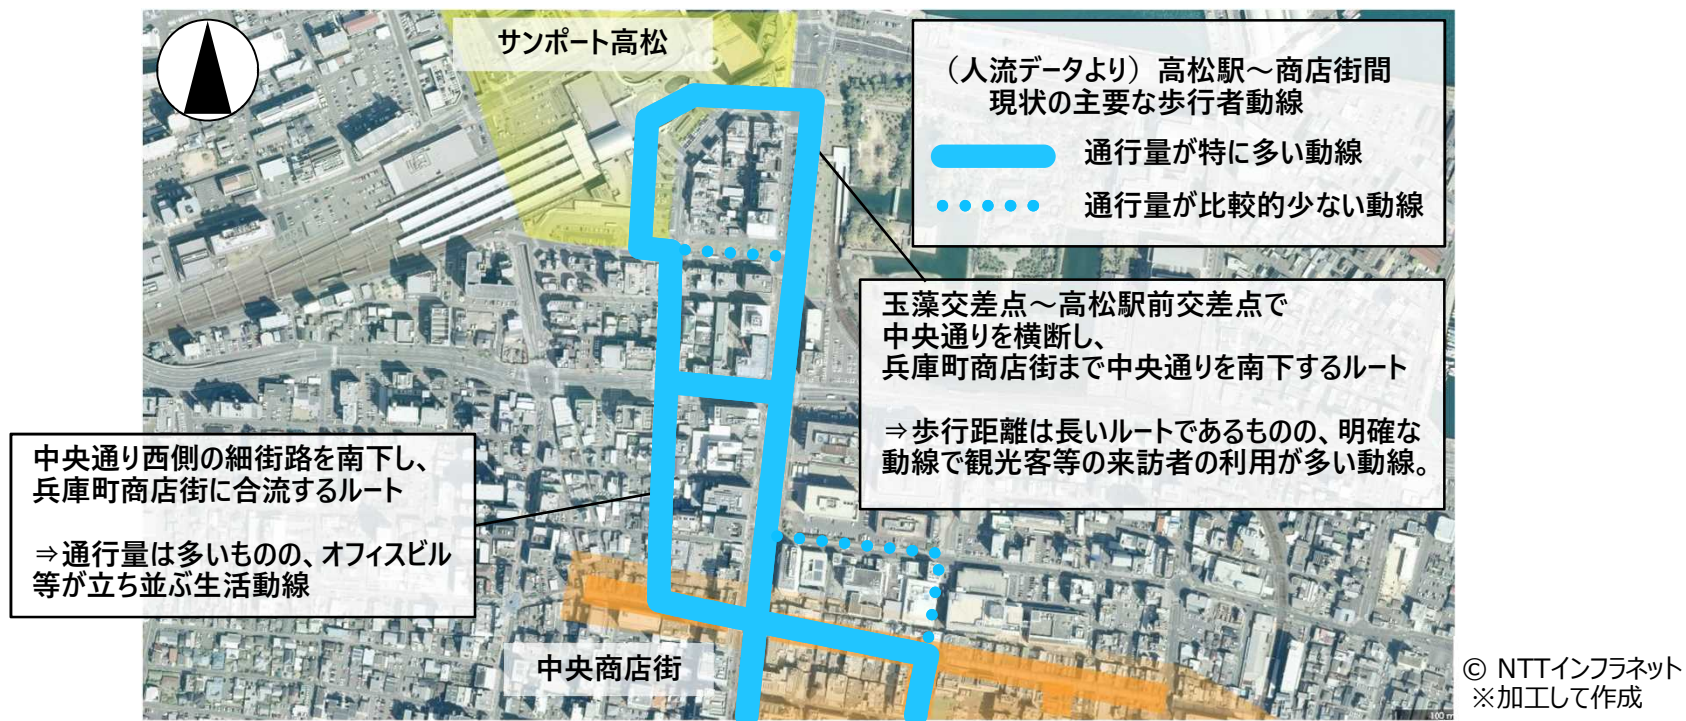 サンポート高松
（人流データより）高松駅～商店街間
現状の主要な歩行者動線
通行量が特に多い動線
通行量が比較的少ない動線
玉藻交差点～高松駅前交差点で
中央通りを横断し、
兵庫町商店街まで中央通りを南下するルート
⇒歩行距離は長いルートであるものの、明確な
動線で観光客等の来訪者の利用が多い動線。
中央通り西側の細街路を南下し、
兵庫町商店街に合流するルート
⇒通行量は多いものの、オフィスビル
等が立ち並ぶ生活動線
中央商店街
© NTTインフラネット
※加工して作成
100 m